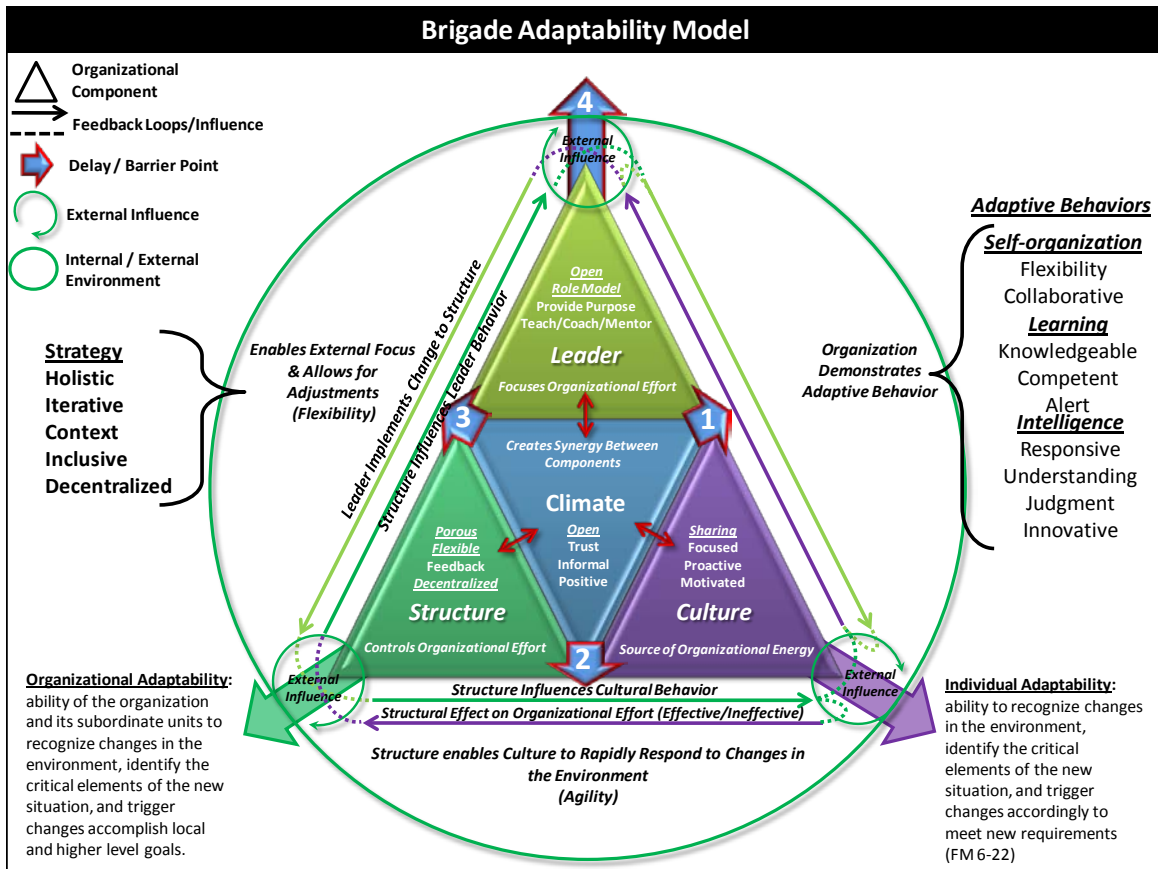 Brigade Adaptability Model
Organizational
Component
Feedback Loops/Influence
Delay / Barrier Point
External Influence
Internal / External
Environment
4
External
Influence
Strategy
Holistic
Iterative
Context
Inclusive
Decentralized
Enables External Focus
& Allows for
Adjustments
(Flexibility)
Leader Implements Change to Structure
Structure Influences Leader Behavior
Open
Role Model
Provide Purpose
Teach/Coach/Mentor
Leader
Focuses Organizational Effort
3
1
Creates Synergy Between
Components
Climate
Open
Trust
Informal
Positive
Porous
Flexible
Feedback
Decentralized
Structure
Controls Organizational Effort
Sharing
Focused
Proactive
Motivated
Culture
Source of Organizational Energy
2
Organization
Demonstrates
Adaptive Behavior
Adaptive Behaviors
Self-organization
Flexibility
Collaborative
Learning
Knowledgeable
Competent
Alert
Intelligence
Responsive
Understanding
Judgment
Innovative
External
Influence
External
Influence
Structure Influences Cultural Behavior
Structural Effect on Organizational Effort (Effective/Ineffective)
Structure enables Culture to Rapidly Respond to Changes in
the Environment
(Agility)
Organizational Adaptability:
ability of the organization
and its subordinate units to
recognize changes in the
environment, identify the
critical elements of the new
situation, and trigger
changes accomplish local
and higher level goals.
Individual Adaptability:
ability to recognize changes
in the environment,
identify the critical
elements of the new
situation, and trigger
changes accordingly to
meet new requirements
(FM 6-22)